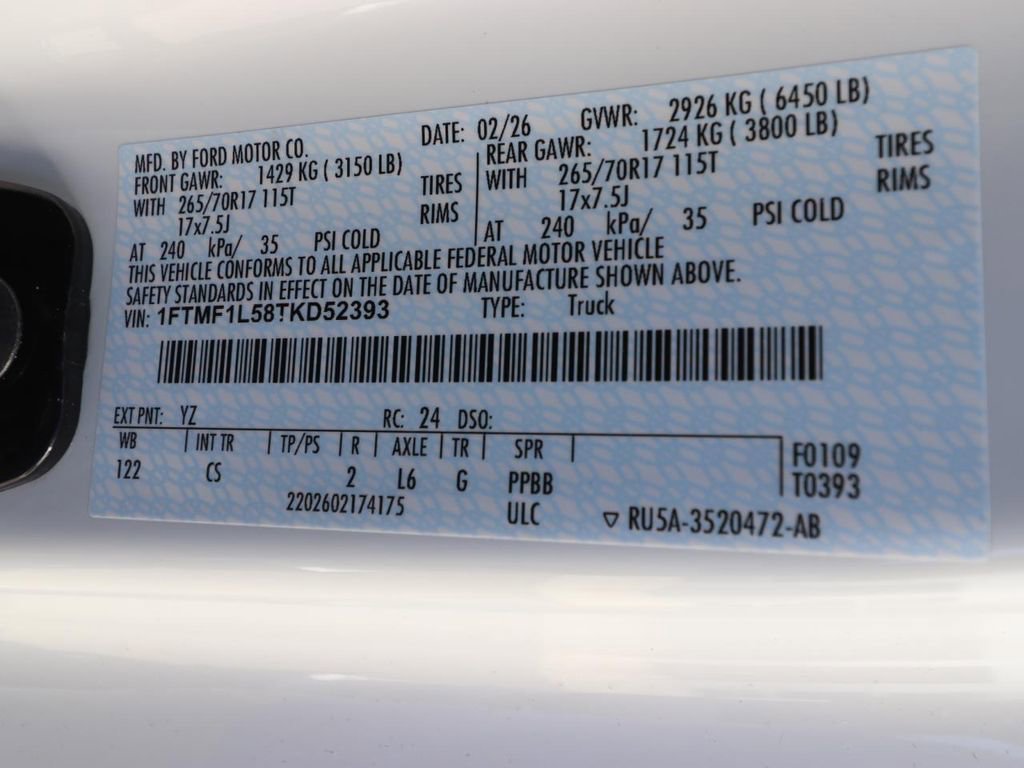 MFD. BY FORD MOTOR CO. DATE: 02/26 GVWR: 2926 KG ( 6450 LB)
FRONT GAWR: 1429 KG ( 3150 LB) REAR GAWR: 1724 KG ( 3800 LB)
WITH 265/70R17 115T TIRES WITH 265/70R17 115T TIRES
17x7.5J RIMS 17x7.5J RIMS
AT 240 kPa/ 35 PSI COLD AT 240 kPa/ 35 PSI COLD
THIS VEHICLE CONFORMS TO ALL APPLICABLE FEDERAL MOTOR VEHICLE
SAFETY STANDARDS IN EFFECT ON THE DATE OF MANUFACTURE SHOWN ABOVE.
VIN: 1FTMF1L58TKD52393 TYPE: Truck
EXT PNT: YZ RC: 24 DSO:
WB INT TR TP/PS R AXLE TR SPR F0109
122 CS 2 L6 G PPBB T0393
2202602174175 ULC ▽ RU5A-3520472-AB